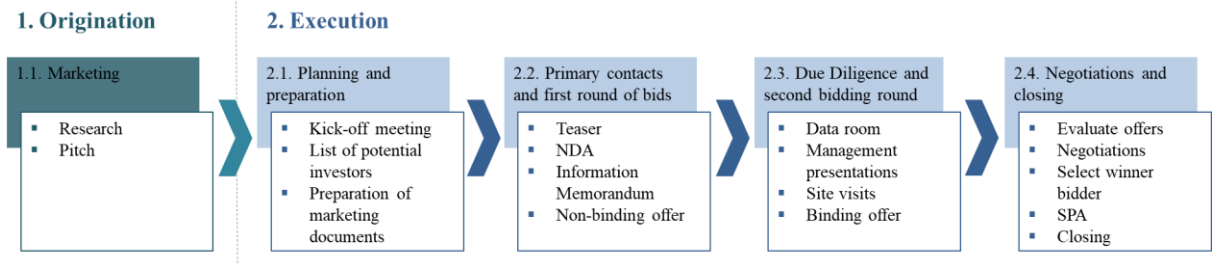 1. Origination
2. Execution
1.1. Marketing
▪ Research
▪ Pitch
2.1. Planning and
preparation
▪ Kick-off meeting
▪ List of potential
investors
▪ Preparation of
marketing
documents
2.2. Primary contacts
and first round of bids
▪ Teaser
▪ NDA
▪ Information
Memorandum
▪ Non-binding offer
2.3. Due Diligence and
second bidding round
▪ Data room
▪ Management
presentations
▪ Site visits
▪ Binding offer
2.4. Negotiations and
closing
▪ Evaluate offers
▪ Negotiations
▪ Select winner
bidder
▪ SPA
▪ Closing